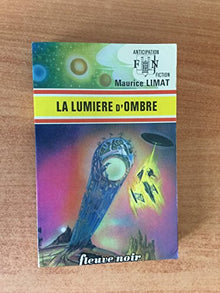 ANTICIPATION
FN
FICTION
Maurice LIMAT
LA LUMIERE D'OMBRE
fleuve noir